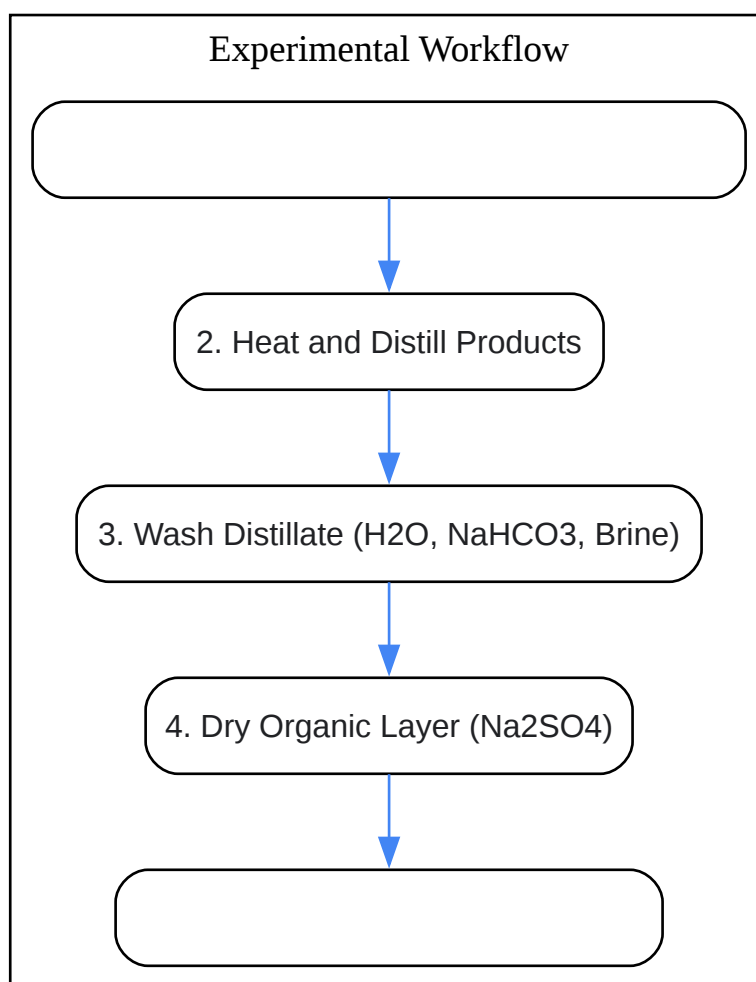 Experimental Workflow
2. Heat and Distill Products
3. Wash Distillate (H2O, NaHCO3, Brine)
4. Dry Organic Layer (Na2SO4)